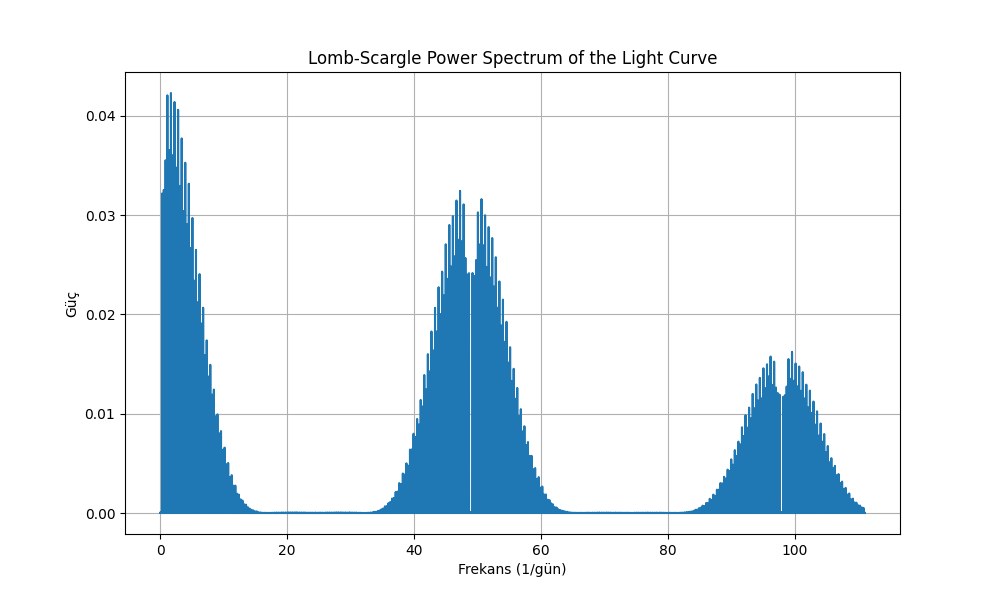 Lomb-Scargle Power Spectrum of the Light Curve
Güç
0.04
0.03
0.02
0.01
0.00
0 20 40 60 80 100
Frekans (1/gün)